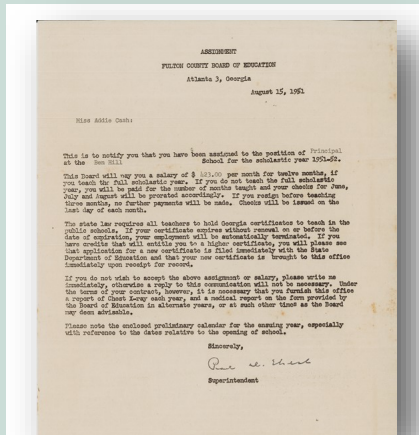 ASSIGNMENT
FULTON COUNTY BOARD OF EDUCATION
Atlanta 3, Georgia
August 15, 1951
Miss Adile Cash:
This is to notify you that you have been assigned to the position of Principal
at the Ben Hill School for the scholastic year 1951-52.
This Board will pay you a salary of $ 423.00 per month for twelve months, if
you teach the full scholastic year. If you do not teach the full scholastic
year, you will be paid for the number of months taught and your checks for June,
July and August will be prorated accordingly. If you resign before teaching
three months, no further payments will be made. Checks will be issued on the
last day of each month.
The state law requires all teachers to hold Georgia certificates to teach in the
public schools. If your certificate expires without renewal on or before the
date of expiration, your employment will be automatically terminated. If you
have credits that will entitle you to a higher certificate, you will please see
that application for a new certificate is filed immediately with the State
Department of Education and that your new certificate is brought to this office
immediately upon receipt for record.
If you do not wish to accept the above assignment or salary, please write me
immediately, otherwise a reply to this communication will not be necessary. Under
the terms of your contract, however, it is necessary that you furnish this office
a report of Chest X-ray each year, and a medical report on the form provided by
the Board of Education in alternate years, or at such other times as the Board
may deem advisable.
Please note the enclosed preliminary calendar for the ensuing year, especially
with reference to the dates relative to the opening of school.
Sincerely,
Superintendent